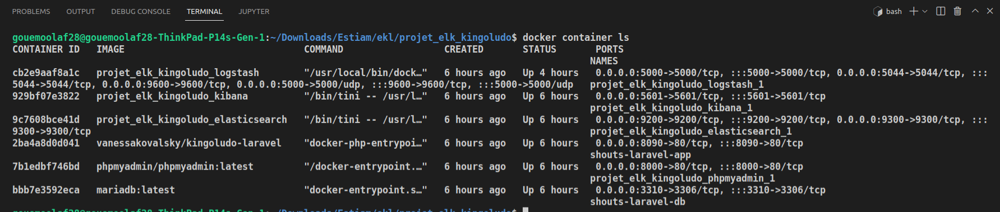 PROBLEMS OUTPUT DEBUG CONSOLE TERMINAL JUPYTER bash
gouemoolaf28@gouemoolaf28-ThinkPad-P14s-Gen-1:~/Downloads/Estiam/ekl/projet_elk_kingoludo$ docker container ls
CONTAINER ID IMAGE COMMAND CREATED STATUS PORTS
NAMES
cb2e9aaf8a1c projet_elk_kingoludo_logstash "/usr/local/bin/dock…" 6 hours ago Up 4 hours 0.0.0.0:5000->5000/tcp, :::5000->5000/tcp, 0.0.0.0:5044->5044/tcp, :::
5044->5044/tcp, 0.0.0.0:9600->9600/tcp, 0.0.0.0:5000->5000/udp, :::9600->9600/tcp, :::5000->5000/udp projet_elk_kingoludo_logstash_1
929bf07e3822 projet_elk_kingoludo_kibana "/bin/tini -- /usr/l…" 6 hours ago Up 6 hours 0.0.0.0:5601->5601/tcp, :::5601->5601/tcp
projet_elk_kingoludo_kibana_1
9c7608bce41d projet_elk_kingoludo_elasticsearch "/bin/tini -- /usr/l…" 6 hours ago Up 6 hours 0.0.0.0:9200->9200/tcp, :::9200->9200/tcp, 0.0.0.0:9300->9300/tcp, :::
9300->9300/tcp projet_elk_kingoludo_elasticsearch_1
2ba4a8d0d041 vanessakovalsky/kingoludo-laravel "docker-php-entrypoi…" 6 hours ago Up 6 hours 0.0.0.0:8090->80/tcp, :::8090->80/tcp
shouts-laravel-app
7b1edbf746bd phpmyadmin/phpmyadmin:latest "/docker-entrypoint.…" 6 hours ago Up 6 hours 0.0.0.0:8000->80/tcp, :::8000->80/tcp
projet_elk_kingoludo_phpmyadmin_1
bbb7e3592eca mariadb:latest "docker-entrypoint.s…" 6 hours ago Up 6 hours 0.0.0.0:3310->3306/tcp, :::3310->3306/tcp
shouts-laravel-db
gouemoolaf28@gouemoolaf28-ThinkPad-P14s-Gen-1:~/Downloads/Estiam/ekl/projet_elk_kingoludo$